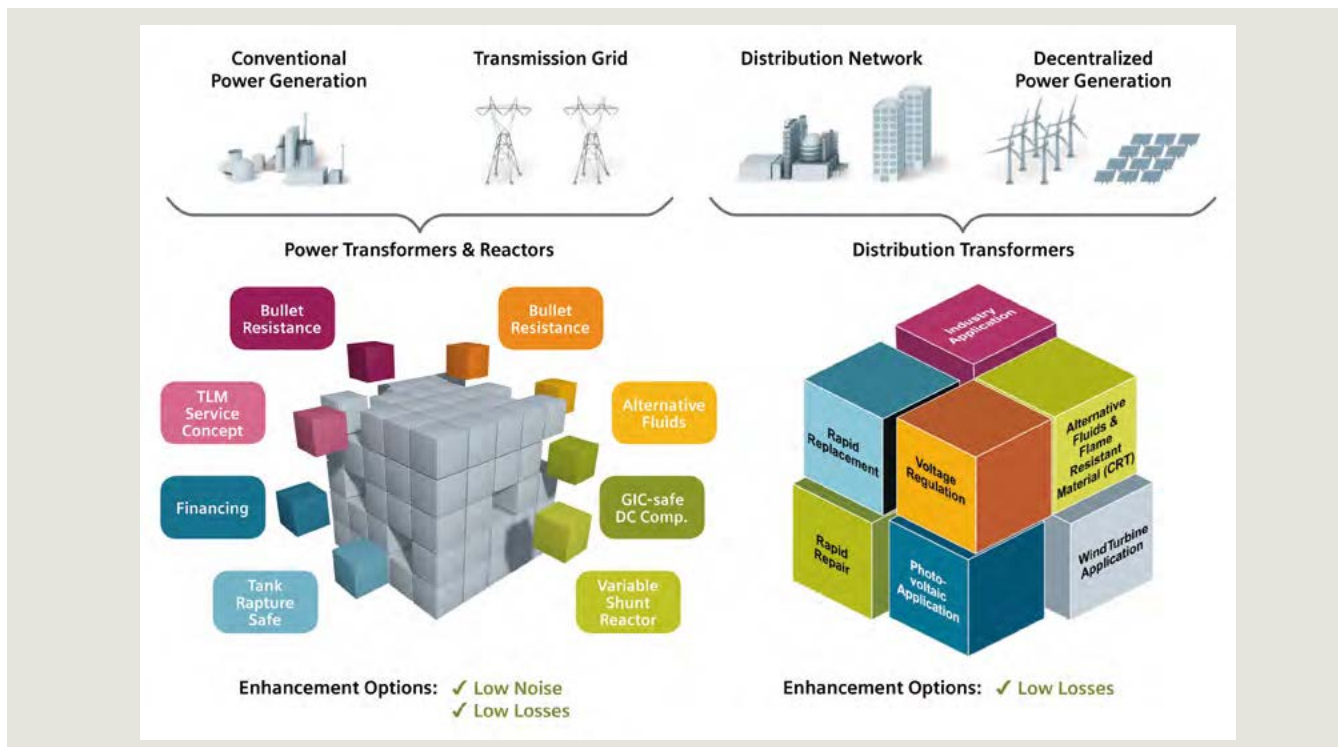 Conventional
Power Generation
Transmission Grid
Distribution Network
Decentralized
Power Generation
Power Transformers & Reactors
Distribution Transformers
Bullet
Resistance
Bullet
Resistance
TLM
Service
Concept
Alternative
Fluids
Financing
GIC-safe
DC Comp.
Tank
Rapture
Safe
Variable
Shunt
Reactor
Industry
Application
Rapid
Replacement
Voltage
Regulation
Alternative
Fluids &
Flame
Resistant
Material (CRT)
Rapid
Repair
Photo-
voltaic
Application
WindTurbine
Application
Enhancement Options: ✓ Low Noise
✓ Low Losses
Enhancement Options: ✓ Low Losses